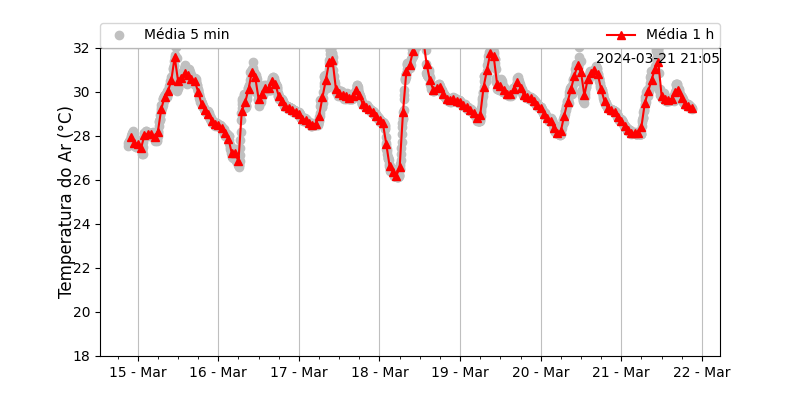 Média 5 min
Média 1 h
2024-03-21 21:05
Temperatura do Ar (°C)
32
30
28
26
24
22
20
18
15 - Mar
16 - Mar
17 - Mar
18 - Mar
19 - Mar
20 - Mar
21 - Mar
22 - Mar